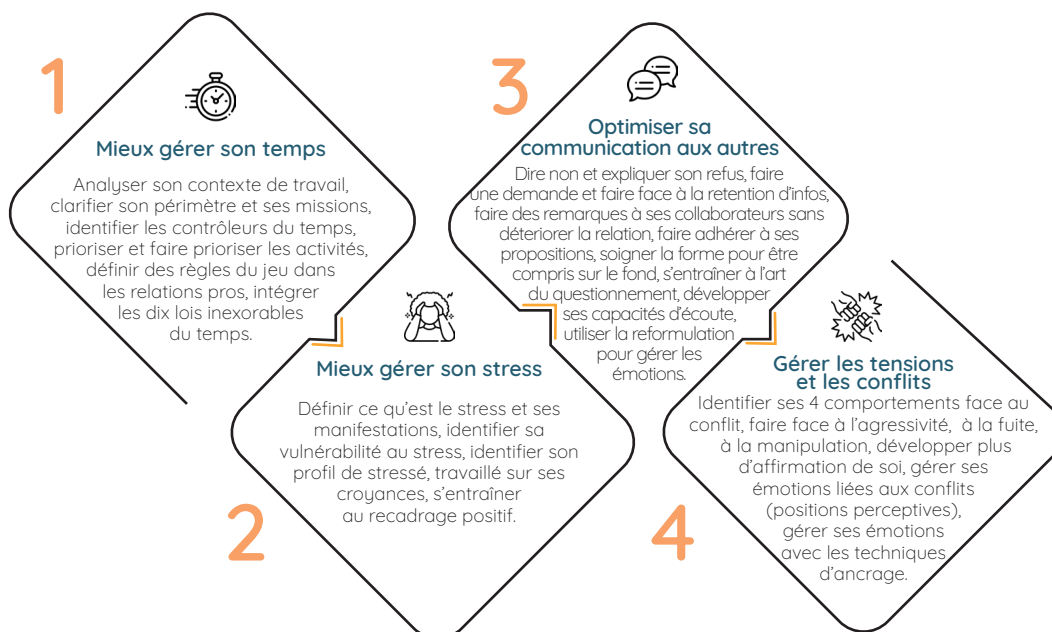 1
Mieux gérer son temps
Analyser son contexte de travail,
clarifier son périmètre et ses missions,
identifier les contrôleurs du temps,
prioriser et faire prioriser les activités,
définir des règles du jeu dans
les relations pros, intégrer
les dix lois inexorables
du temps.
2
Mieux gérer son stress
Définir ce qu'est le stress et ses
manifestations, identifier sa
vulnérabilité au stress, identifier son
profil de stressé, travaillé sur ses
croyances, s'entraîner
au recadrage positif.
3
Optimiser sa
communication aux autres
Dire non et expliquer son refus, faire
une demande et faire face à la retention d'infos,
faire des remarques à ses collaborateurs sans
déteriorer la relation, faire adhérer à ses
propositions, soigner la forme pour être
compris sur le fond, s'entraîner à l'art
du questionnement, développer
ses capacités d'écoute,
utiliser la reformulation
pour gérer les
émotions.
4
Gérer les tensions
et les conflits
Identifier ses 4 comportements face au
conflit, faire face à l'agressivité, à la fuite,
à la manipulation, développer plus
d'affirmation de soi, gérer ses
émotions liées aux conflits
(positions perceptives),
gérer ses émotions
avec les techniques
d'ancrage.